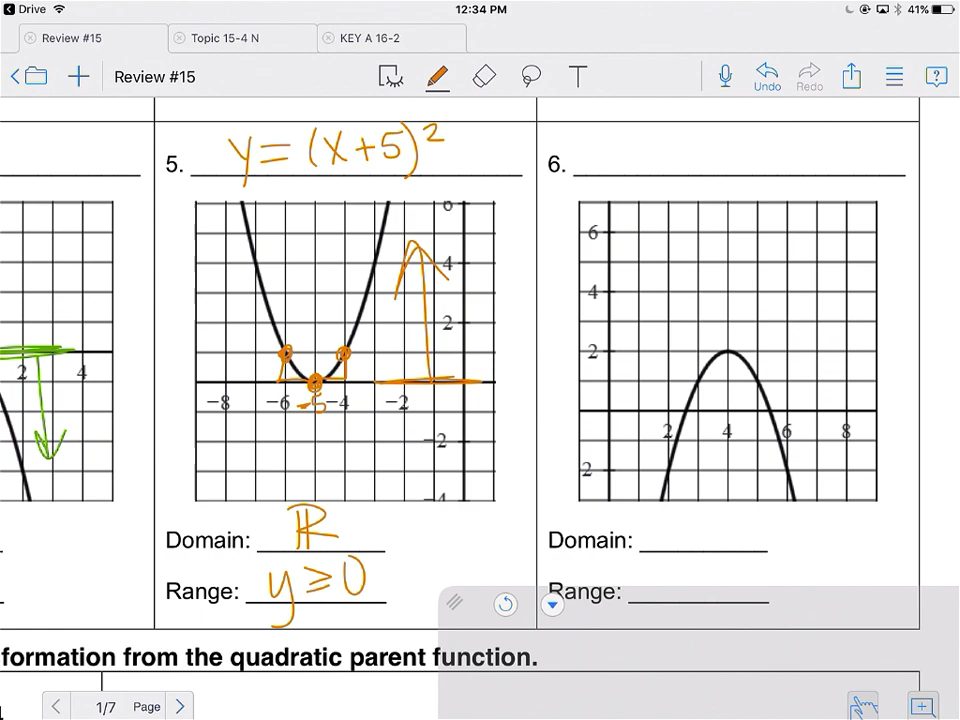 Drive 12:34 PM 41%
Review #15 Topic 15-4 N KEY A 16-2
Review #15 T Undo Redo ?
5. y = (x+5)² 6.
6 4 2 -2 -4
-8 -6 -5 -4 -2
2 4
6 4 2 2
2 4 6 8
Domain: ℝ Domain:
Range: y ≥ 0 Range:
formation from the quadratic parent function.
1/7 Page